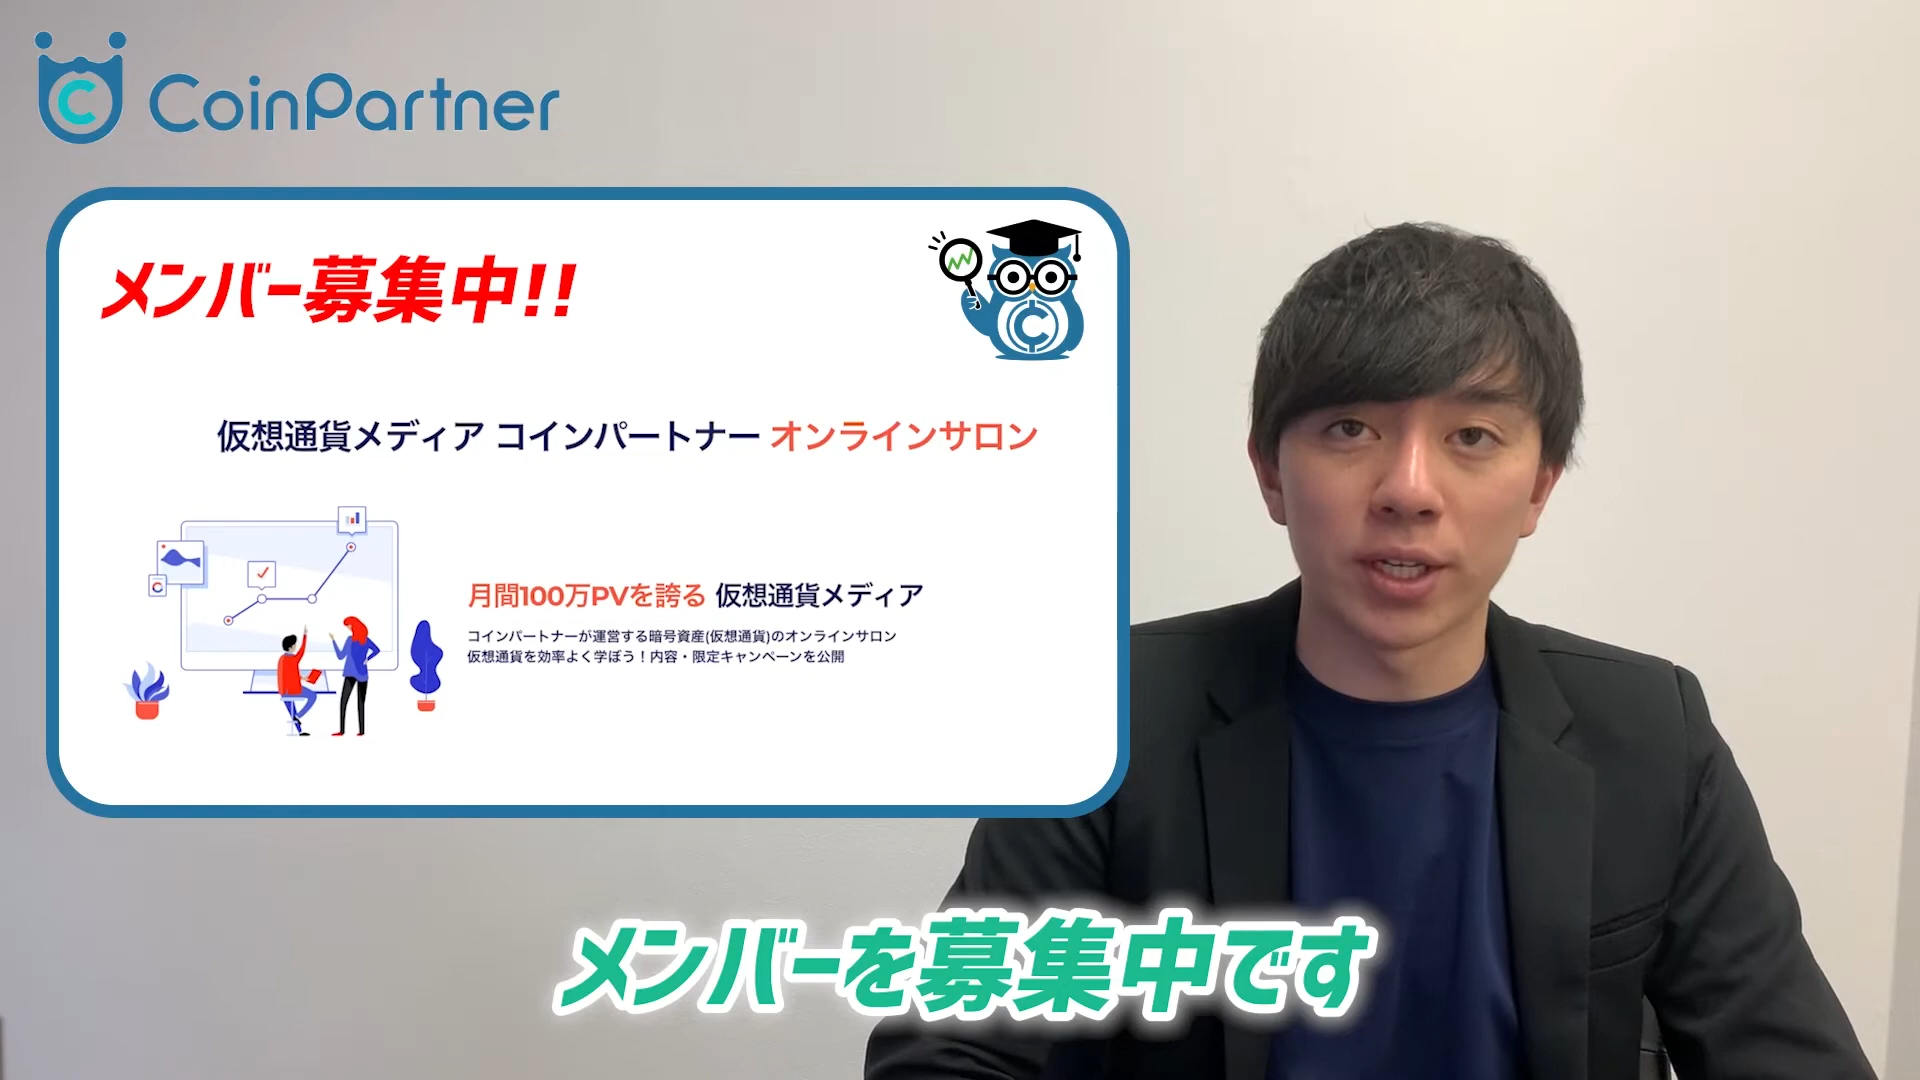 CoinPartner
メンバー募集中!!
仮想通貨メディア コインパートナー オンラインサロン
月間100万PVを誇る 仮想通貨メディア
コインパートナーが運営する暗号資産(仮想通貨)のオンラインサロン
仮想通貨を効率よく学ぼう！内容・限定キャンペーンを公開
メンバーを募集中です